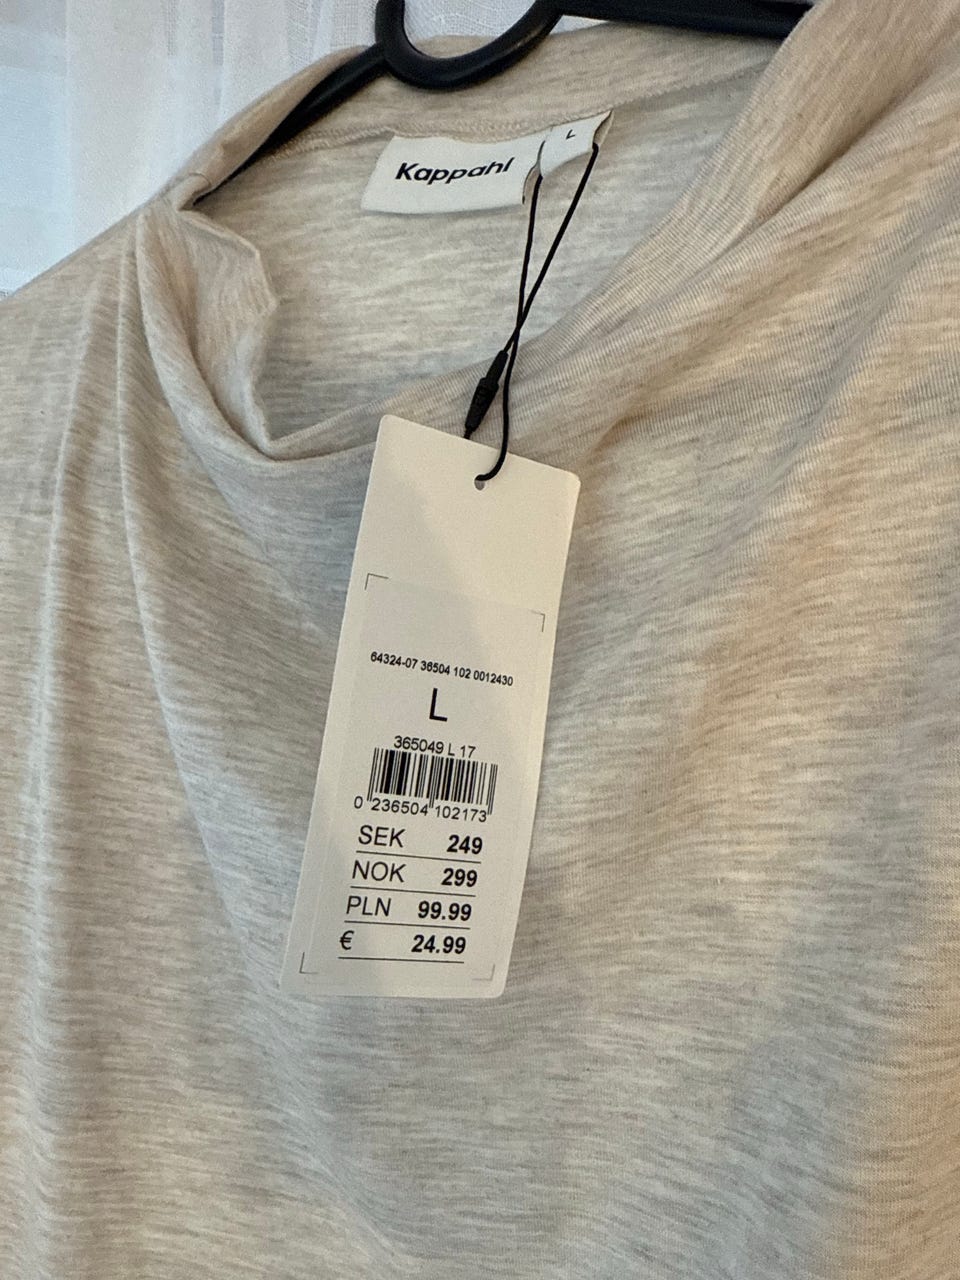 Kappahl
L
64324-07 36504 102 0012430
L
365049 L 17
0 236504 102173
SEK 249
NOK 299
PLN 99.99
€ 24.99